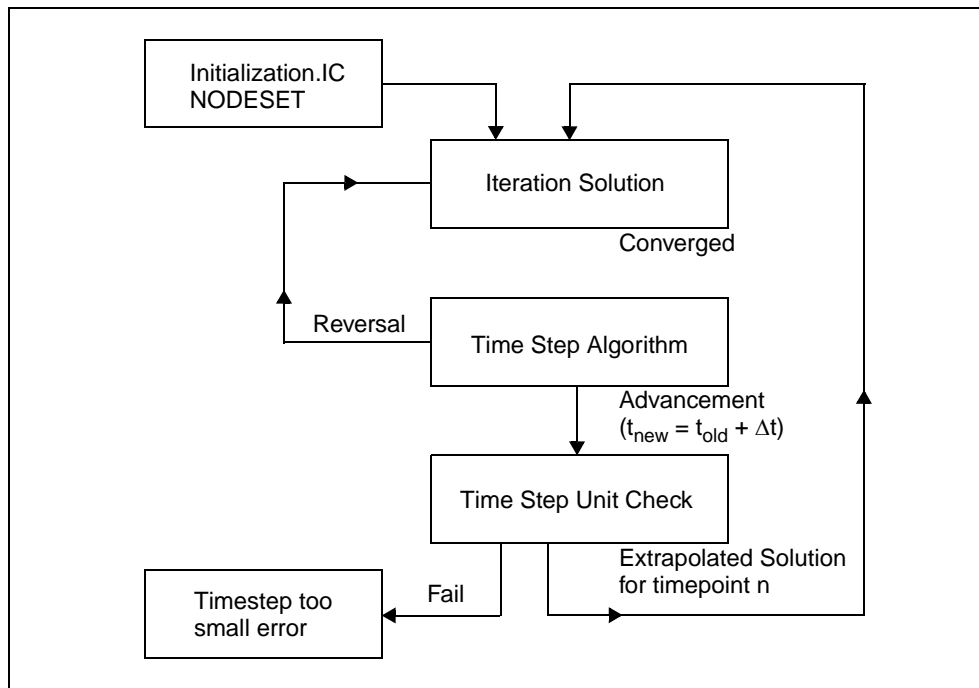 Initialization.IC
NODESET
Iteration Solution
Converged
Reversal
Time Step Algorithm
Advancement
(tnew = told + Δt)
Time Step Unit Check
Extrapolated Solution
for timepoint n
Fail
Timestep too
small error